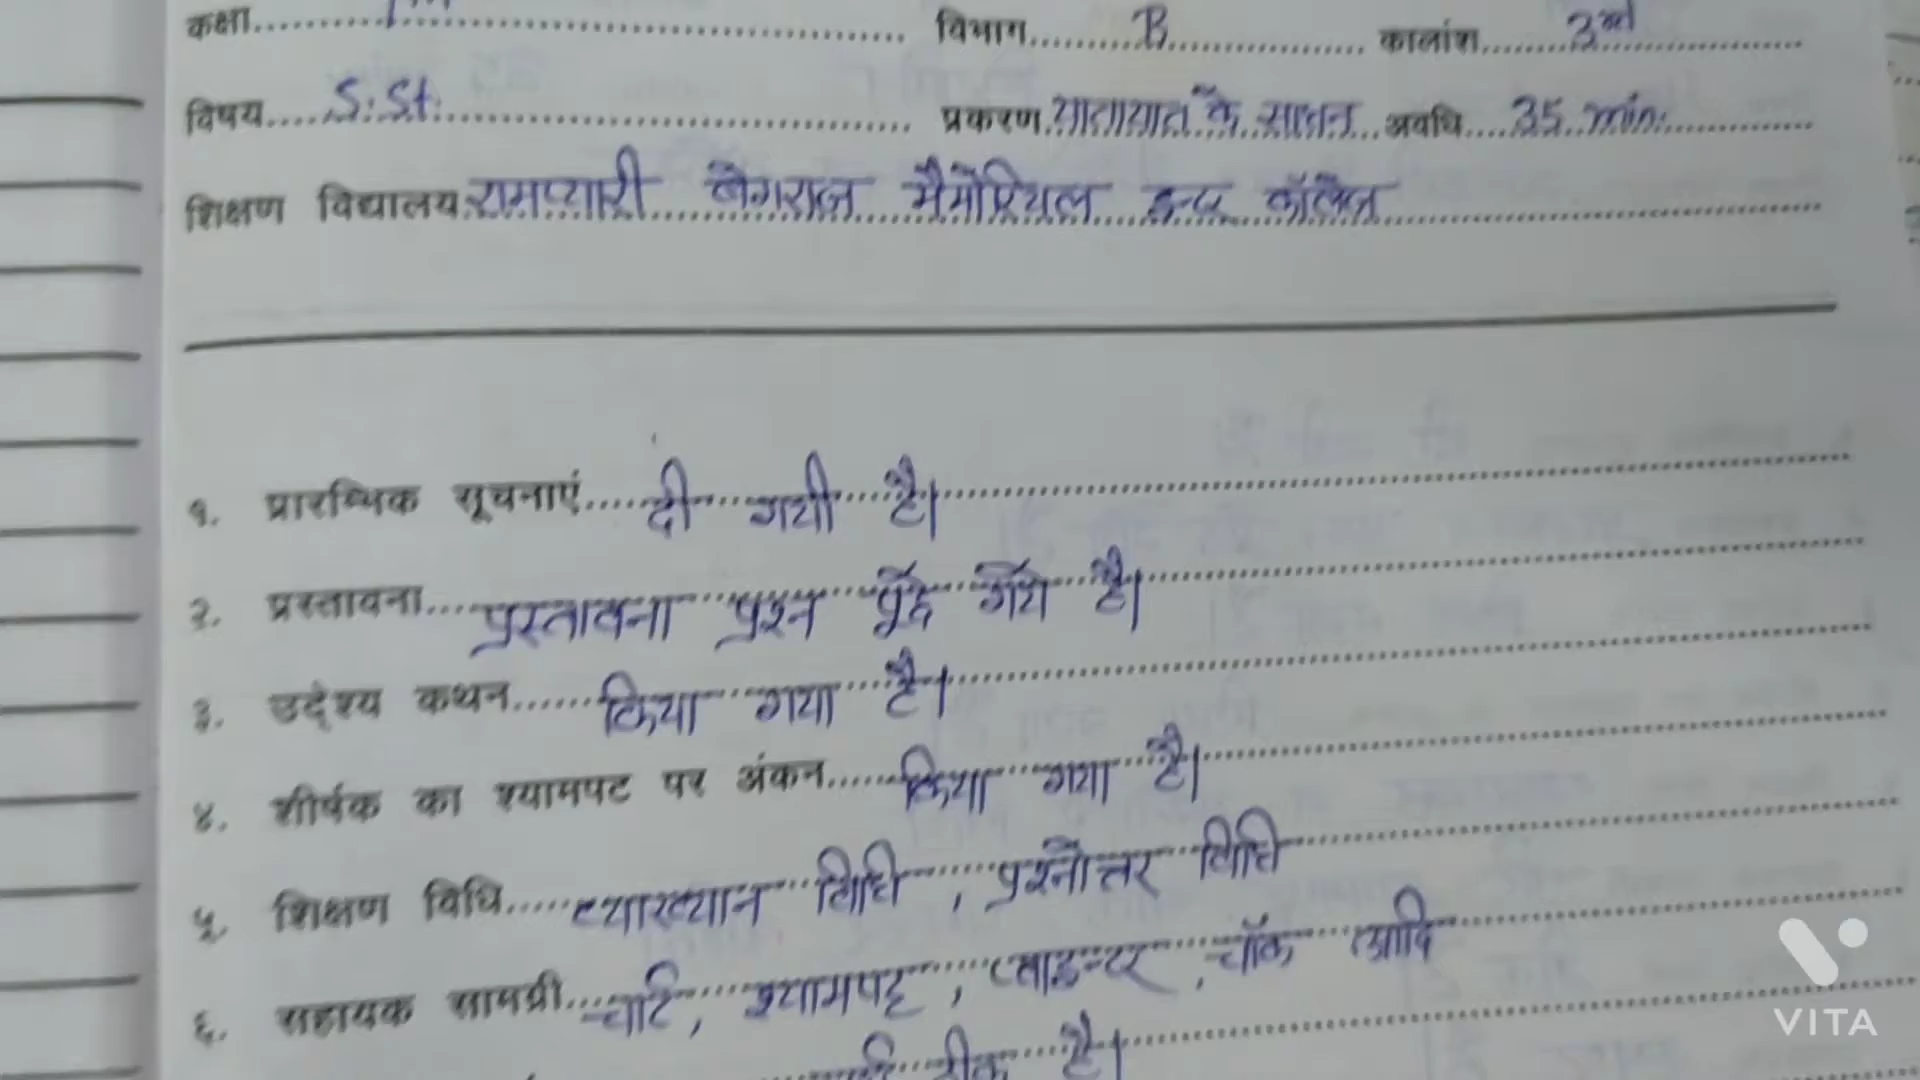 कक्षा.......... विभाग.....B..... कालांश.....3rd.....
विषय.....S.St...... प्रकरण.यातायात के साधन...अवधि....35 min:.....
शिक्षण विद्यालय.रामप्यारी बेगराज मैमोरियल इन्टर कॉलेज.....
१. प्रारम्भिक सूचनाएं.....दी गयी है।
२. प्रस्तावना....प्रस्तावना प्रश्न पूँछे गये है।
३. उद्देश्य कथन......किया गया है।
४. शीर्षक का श्यामपट पर अंकन......किया गया है।
५. शिक्षण विधि......व्याख्यान विधि, प्रश्नोत्तर विधि
६. सहायक सामग्री...चार्ट, श्यामपट्ट, प्वाइन्टर, चॉक आदि
ठीक है।
VITA